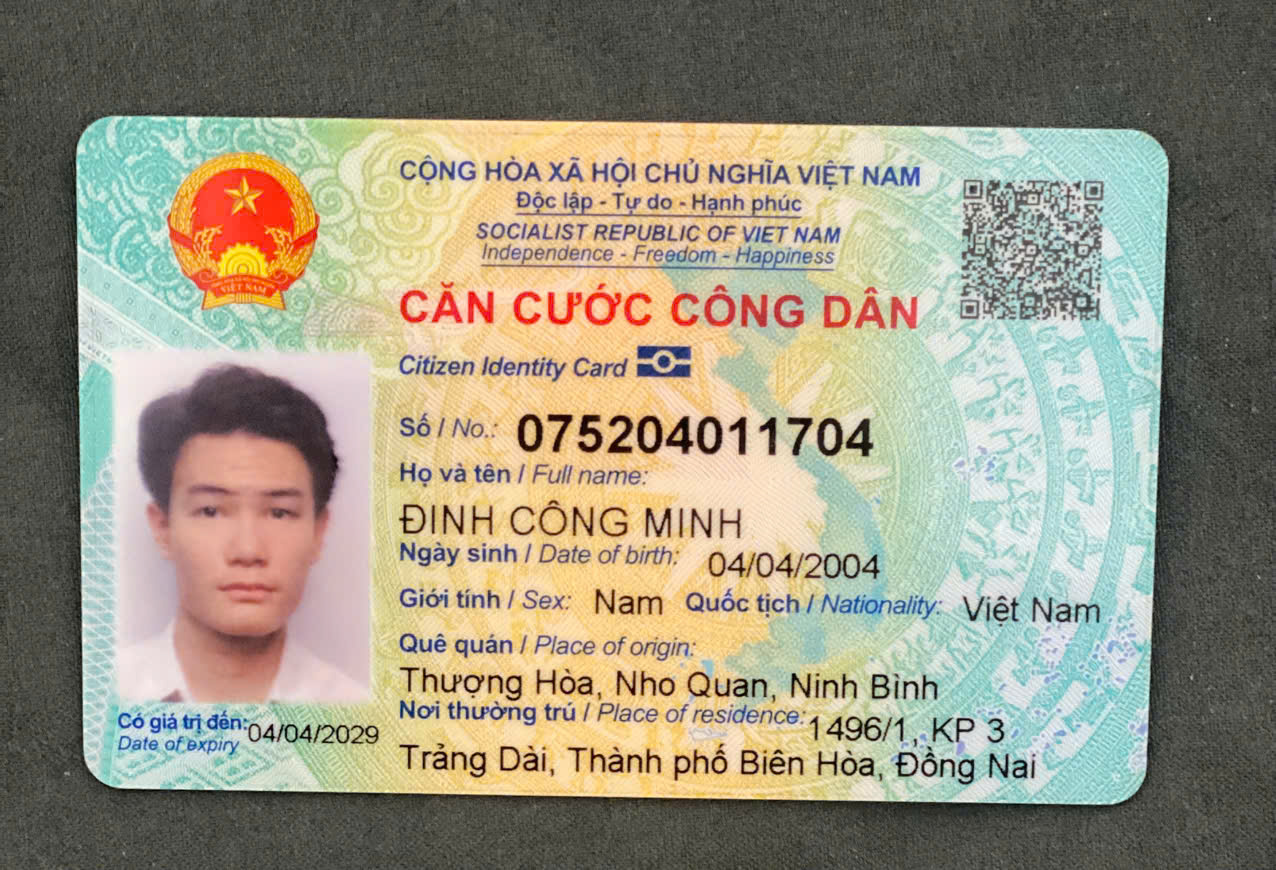 CỘNG HÒA XÃ HỘI CHỦ NGHĨA VIỆT NAM
Độc lập - Tự do - Hạnh phúc
SOCIALIST REPUBLIC OF VIET NAM
Independence - Freedom - Happiness
CĂN CƯỚC CÔNG DÂN
Citizen Identity Card
Số / No.: 075204011704
Họ và tên / Full name:
ĐINH CÔNG MINH
Ngày sinh / Date of birth: 04/04/2004
Giới tính / Sex: Nam Quốc tịch / Nationality: Việt Nam
Quê quán / Place of origin:
Thượng Hòa, Nho Quan, Ninh Bình
Nơi thường trú / Place of residence: 1496/1, KP 3
Trảng Dài, Thành phố Biên Hòa, Đồng Nai
Có giá trị đến: 04/04/2029
Date of expiry
VIỆT NAM